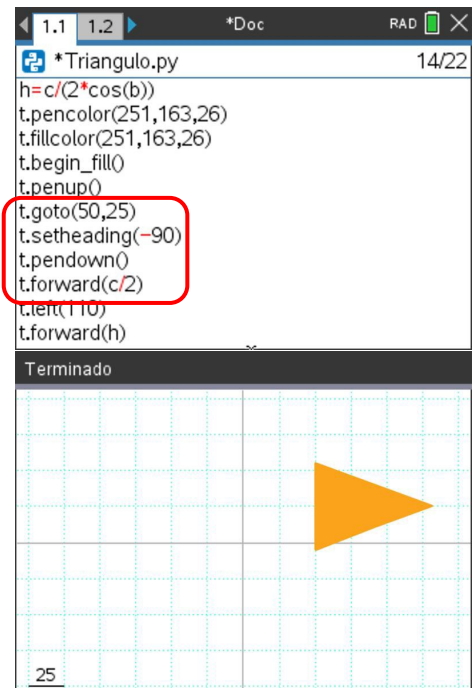 1.1 1.2 *Doc RAD
*Triangulo.py 14/22
h=c/(2*cos(b))
t.pencolor(251,163,26)
t.fillcolor(251,163,26)
t.begin_fill()
t.penup()
t.goto(50,25)
t.setheading(−90)
t.pendown()
t.forward(c/2)
t.left(110)
t.forward(h)
Terminado
25